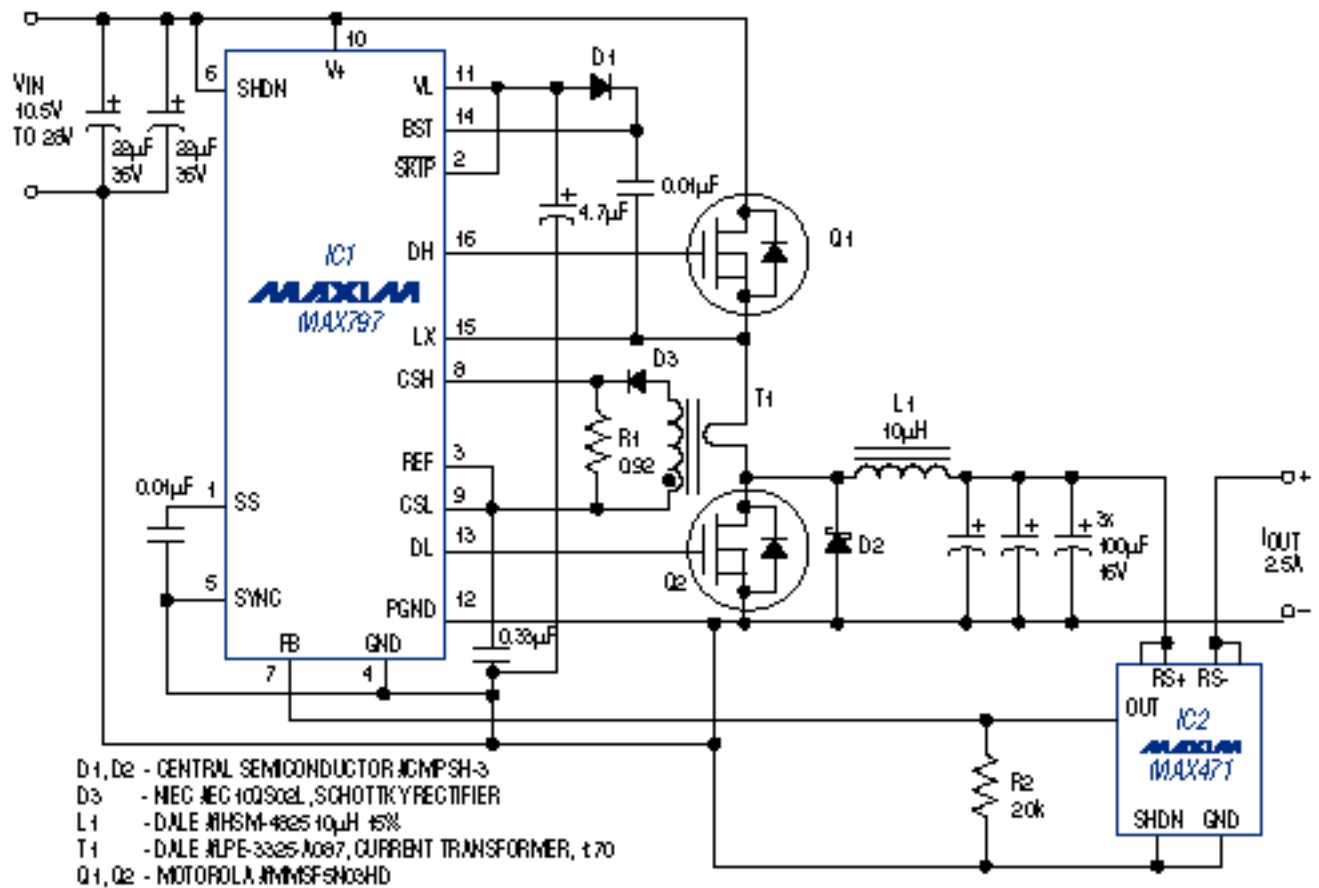 VIN
10.5V
TO 28V
22µF
35V
22µF
35V
6
SHDN
10
V+
VL
11
D1
BST
14
SKIP
2
0.01µF
4.7µF
DH
16
Q1
IC1
MAXIM
MAX797
LX
15
CSH
8
D3
T1
R1
REF
3
CSL
9
DL
13
Q2
D2
L1
10µH
0.01µF
1
SS
5
SYNC
PGND
12
0.33µF
FB
7
GND
4
3x
100µF
16V
+
IOUT
2.5A
−
RS+
RS-
OUT
IC2
MAXIM
MAX471
SHDN
GND
R2
20k
D1, D2 - CENTRAL SEMICONDUCTOR #CMPSH-3
D3 - NIEC #EC10QS02L, SCHOTTKY RECTIFIER
L1 - DALE #IHSM-4825 10µH 15%
T1 - DALE #LPE-3325-A087, CURRENT TRANSFORMER, 1:70
Q1, Q2 - MOTOROLA #MMSF5N03HD